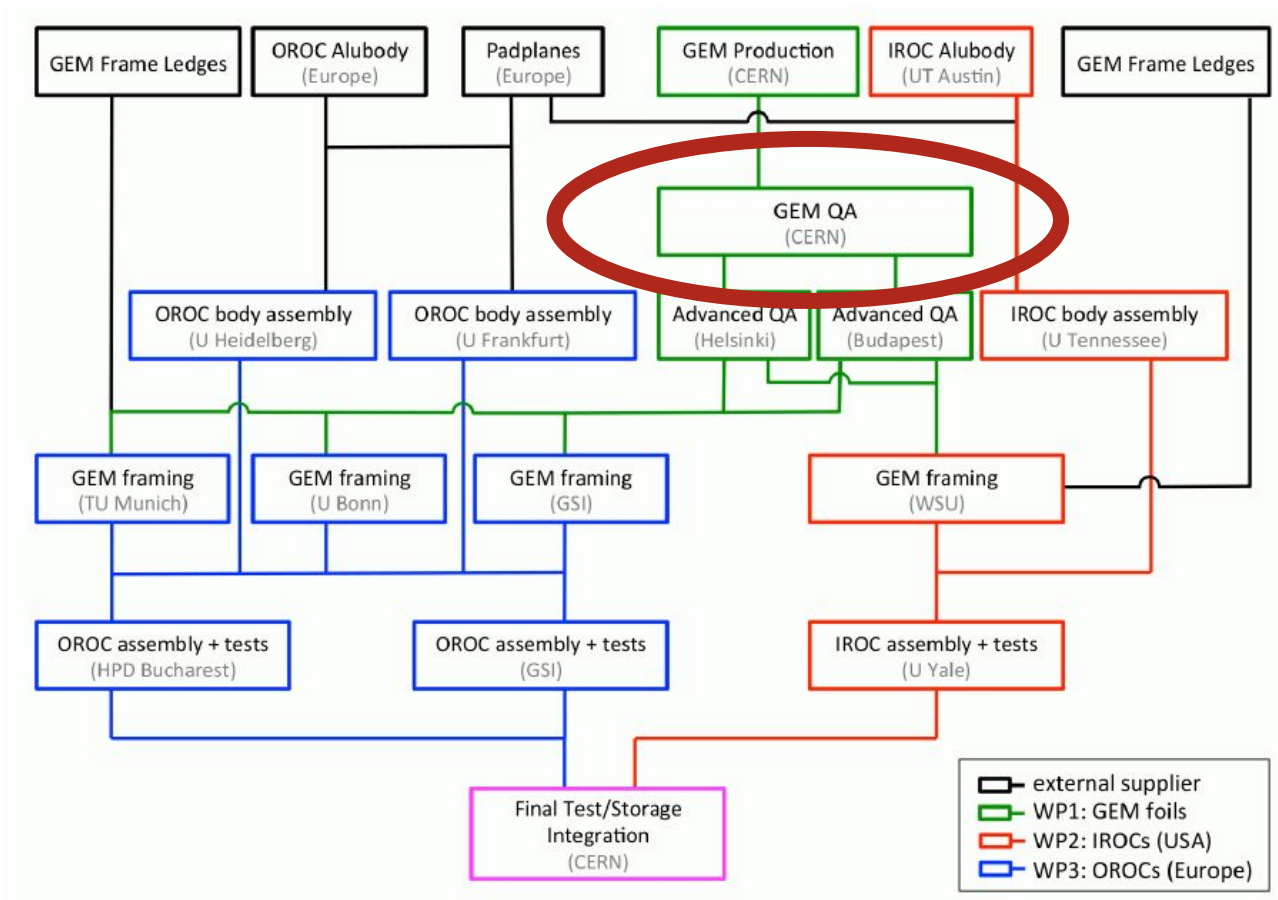 GEM Frame Ledges
OROC Alubody
(Europe)
Padplanes
(Europe)
GEM Production
(CERN)
IROC Alubody
(UT Austin)
GEM Frame Ledges
GEM QA
(CERN)
OROC body assembly
(U Heidelberg)
OROC body assembly
(U Frankfurt)
Advanced QA
(Helsinki)
Advanced QA
(Budapest)
IROC body assembly
(U Tennessee)
GEM framing
(TU Munich)
GEM framing
(U Bonn)
GEM framing
(GSI)
GEM framing
(WSU)
OROC assembly + tests
(HPD Bucharest)
OROC assembly + tests
(GSI)
IROC assembly + tests
(U Yale)
Final Test/Storage
Integration
(CERN)
external supplier
WP1: GEM foils
WP2: IROCs (USA)
WP3: OROCs (Europe)